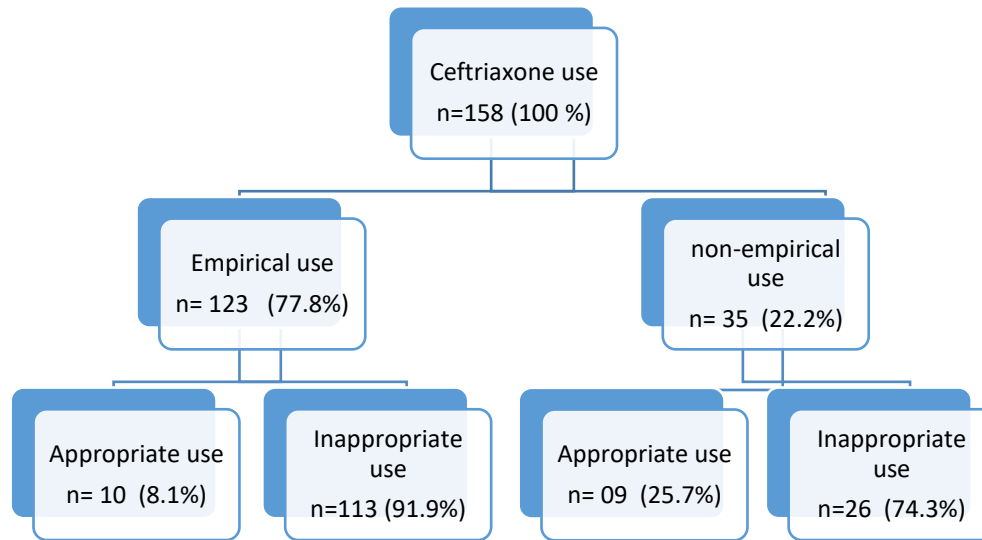 Ceftriaxone use
n=158 (100 %)
Empirical use
n= 123 (77.8%)
non-empirical
use
n= 35 (22.2%)
Appropriate use
n= 10 (8.1%)
Inappropriate
use
n=113 (91.9%)
Appropriate use
n= 09 (25.7%)
Inappropriate
use
n=26 (74.3%)